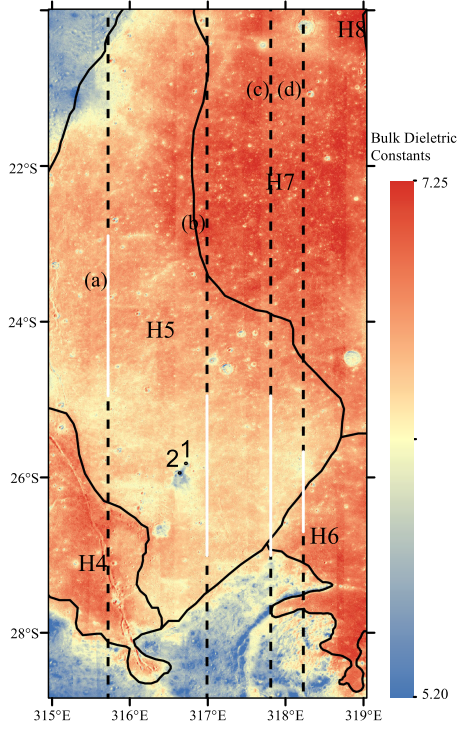 H8
(c) (d)
Bulk Dieletric
Constants
7.25
22°S
H7
(b)
(a)
24°S
H5
1
2
26°S
H6
H4
28°S
5.20
315°E 316°E 317°E 318°E 319°E